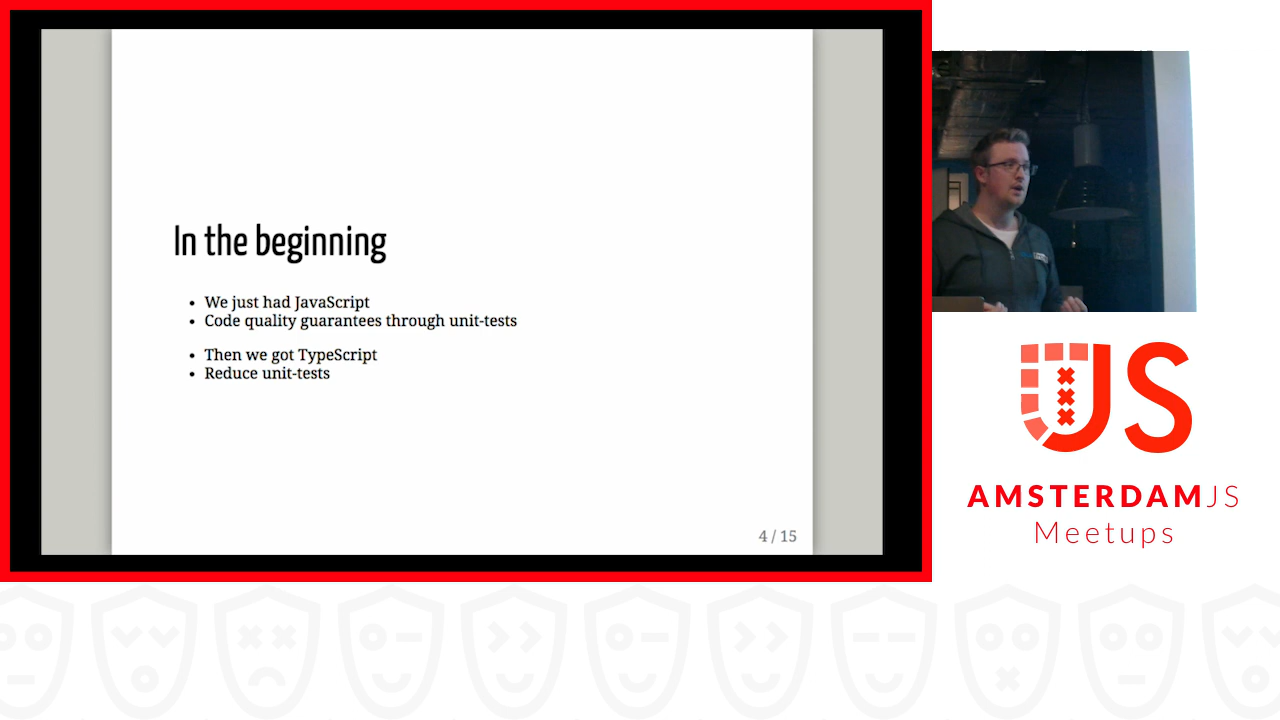 In the beginning
We just had JavaScript
Code quality guarantees through unit-tests
Then we got TypeScript
Reduce unit-tests
4 / 15
JS
AMSTERDAMJS
Meetups